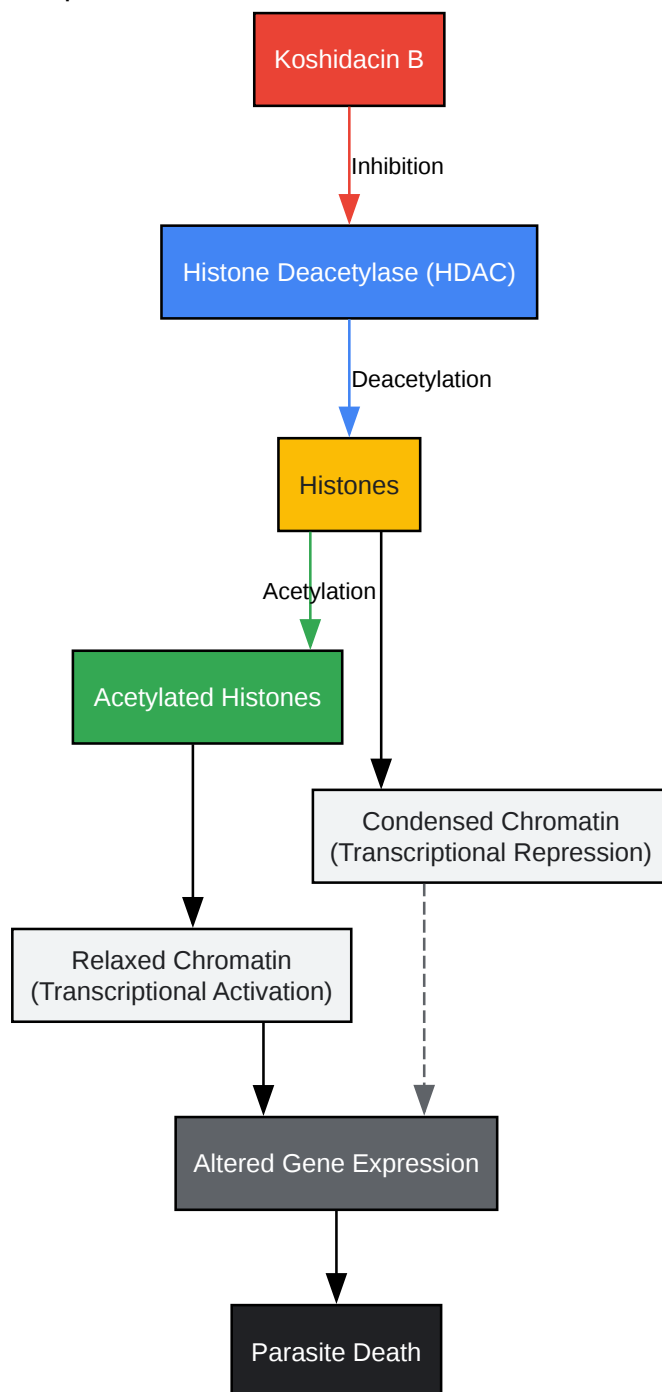 Koshidacin B
Inhibition
Histone Deacetylase (HDAC)
Deacetylation
Histones
Acetylation
Acetylated Histones
Condensed Chromatin
(Transcriptional Repression)
Relaxed Chromatin
(Transcriptional Activation)
Altered Gene Expression
Parasite Death